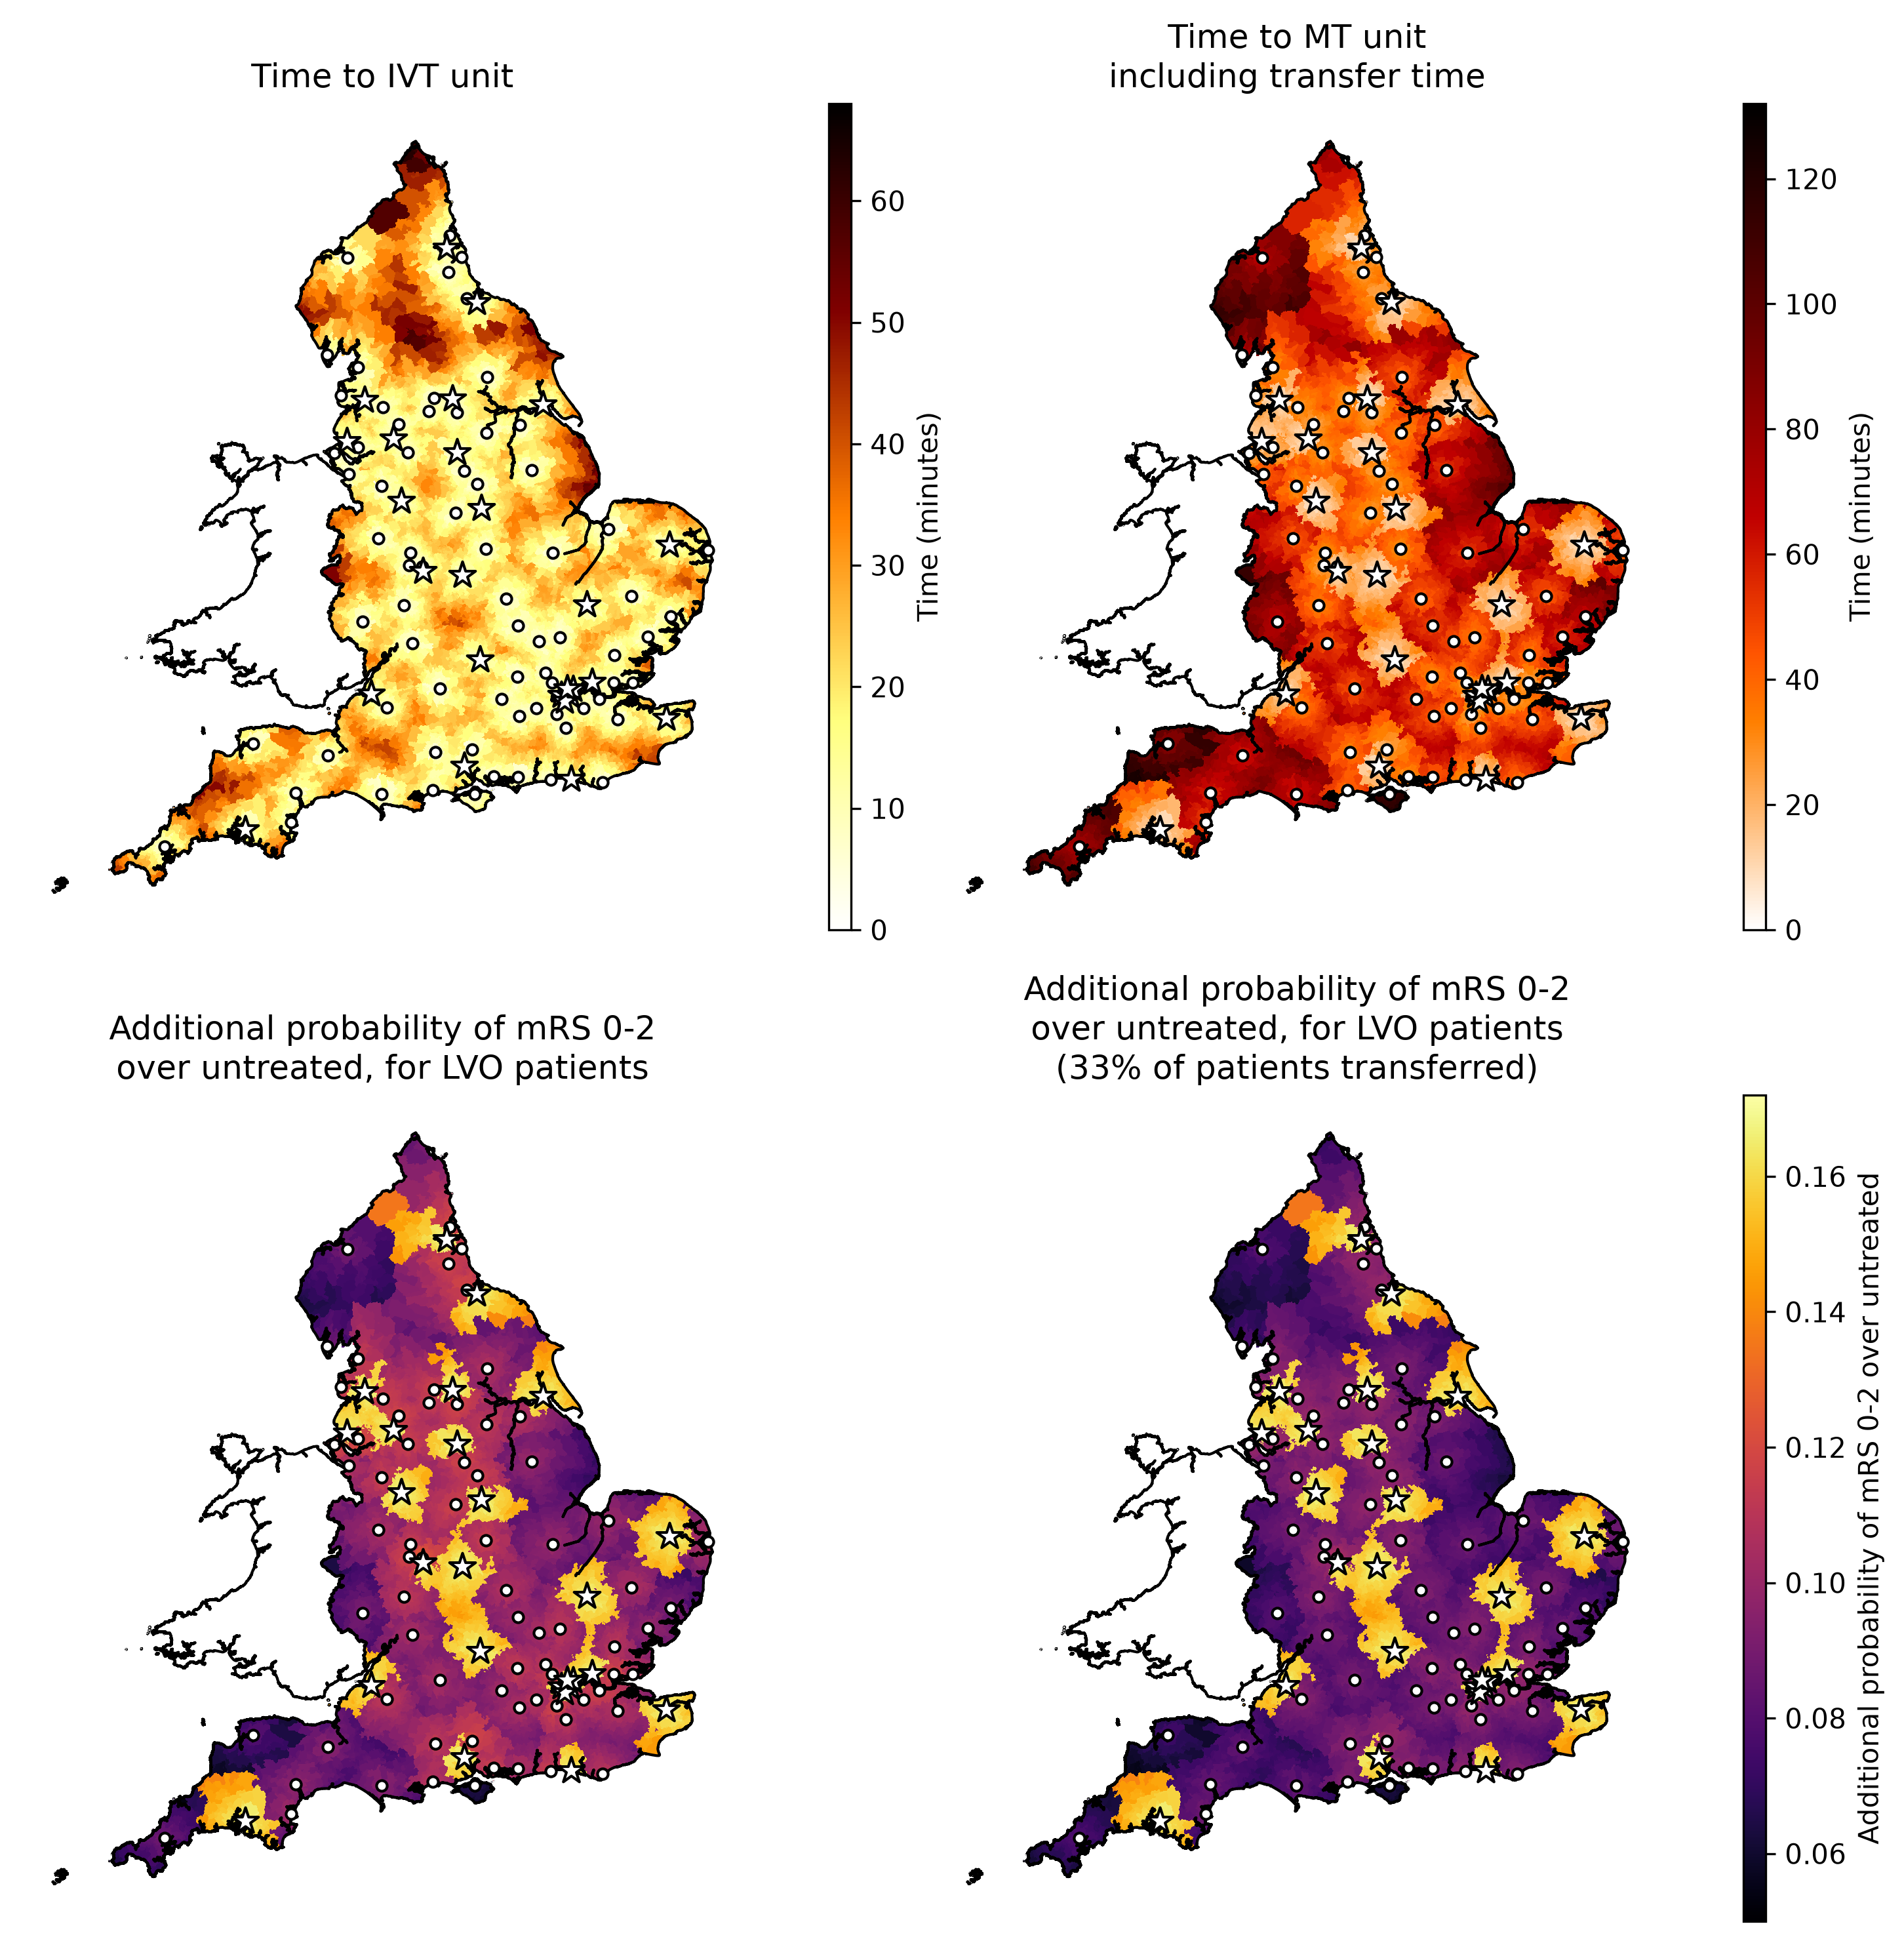 Time to IVT unit
60
50
40
30
20
10
0
Time (minutes)
Time to MT unit
including transfer time
120
100
80
60
40
20
0
Time (minutes)
Additional probability of mRS 0-2
over untreated, for LVO patients
Additional probability of mRS 0-2
over untreated, for LVO patients
(33% of patients transferred)
0.16
0.14
0.12
0.10
0.08
0.06
Additional probability of mRS 0-2 over untreated